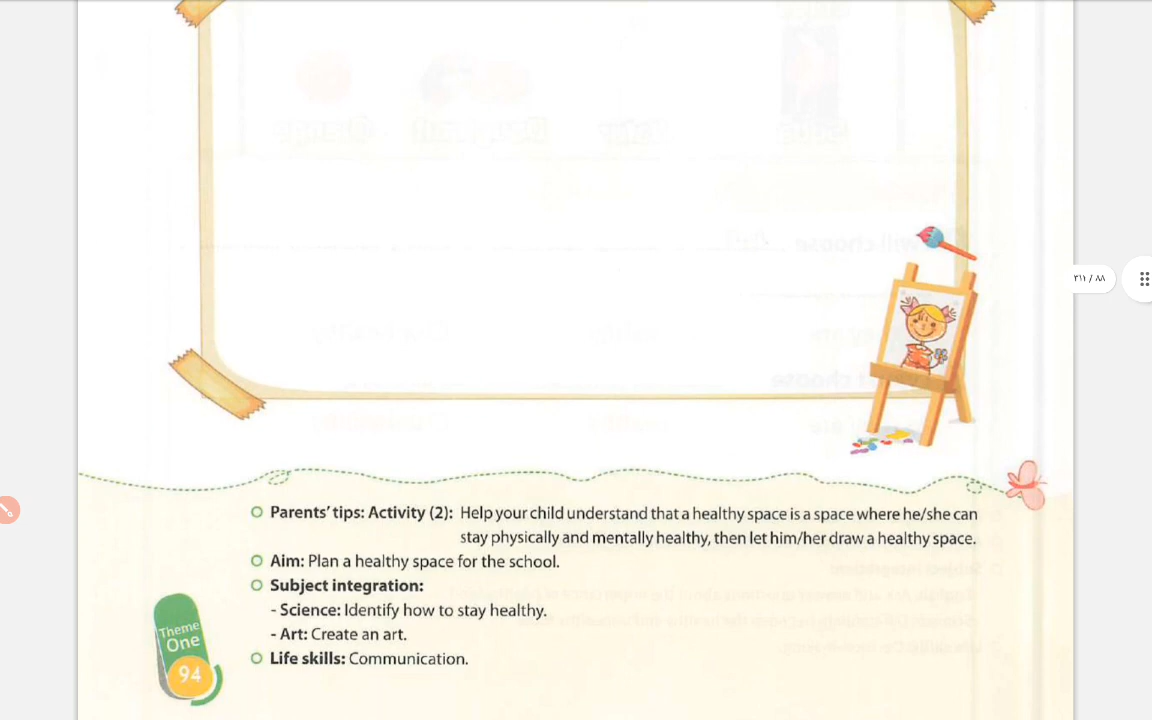 ٢١١ / ٨٨
Parents' tips: Activity (2): Help your child understand that a healthy space is a space where he/she can
stay physically and mentally healthy, then let him/her draw a healthy space.
Aim: Plan a healthy space for the school.
Subject integration:
- Science: Identify how to stay healthy.
- Art: Create an art.
Life skills: Communication.
Theme
One
94